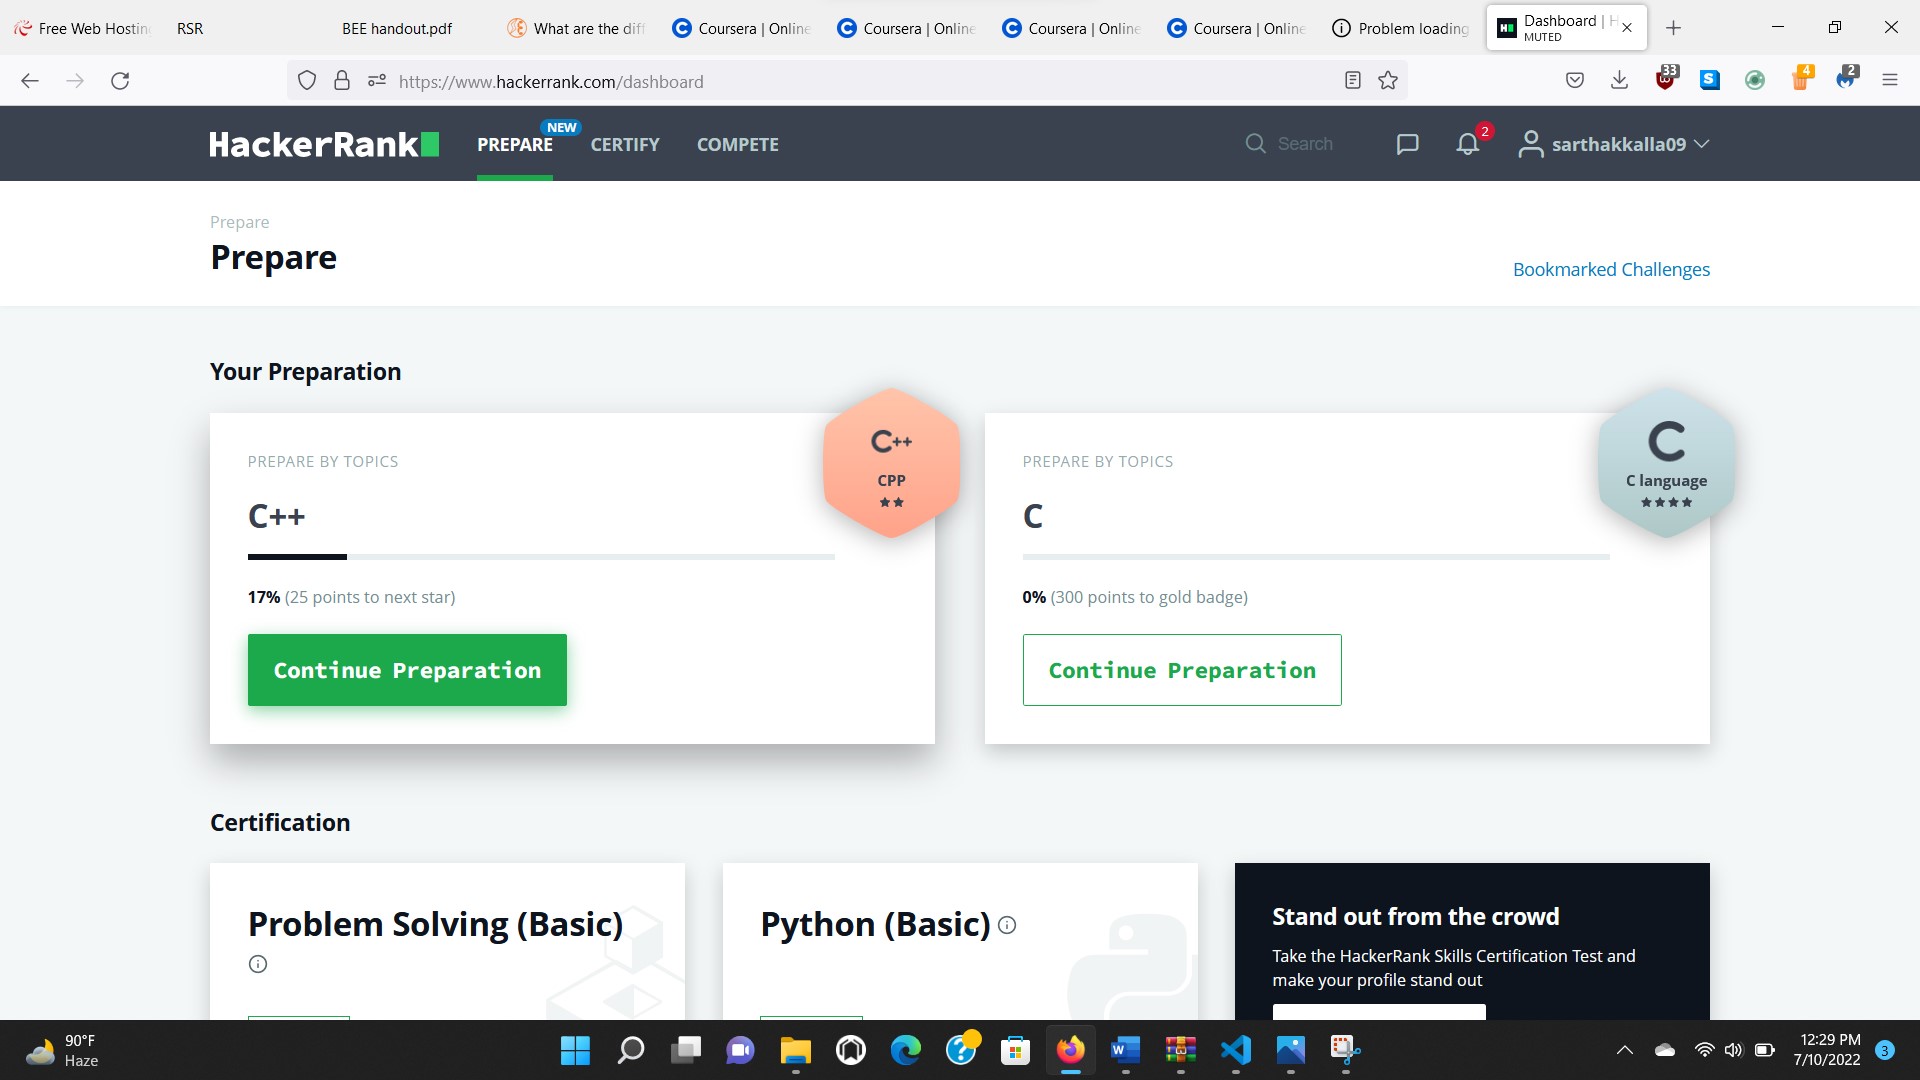 Free Web Hosting
RSR
BEE handout.pdf
What are the diff
Coursera | Online
Coursera | Online
Coursera | Online
Coursera | Online
Problem loading
Dashboard | H
MUTED
https://www.hackerrank.com/dashboard
33
4
2
HackerRank
PREPARE
NEW
CERTIFY
COMPETE
Search
2
sarthakkalla09
Prepare
Prepare
Bookmarked Challenges
Your Preparation
PREPARE BY TOPICS
C++
17% (25 points to next star)
Continue Preparation
C++
CPP
PREPARE BY TOPICS
C
0% (300 points to gold badge)
Continue Preparation
C
C language
Certification
Problem Solving (Basic)
Python (Basic)
Stand out from the crowd
Take the HackerRank Skills Certification Test and
make your profile stand out
90°F
Haze
12:29 PM
7/10/2022
3